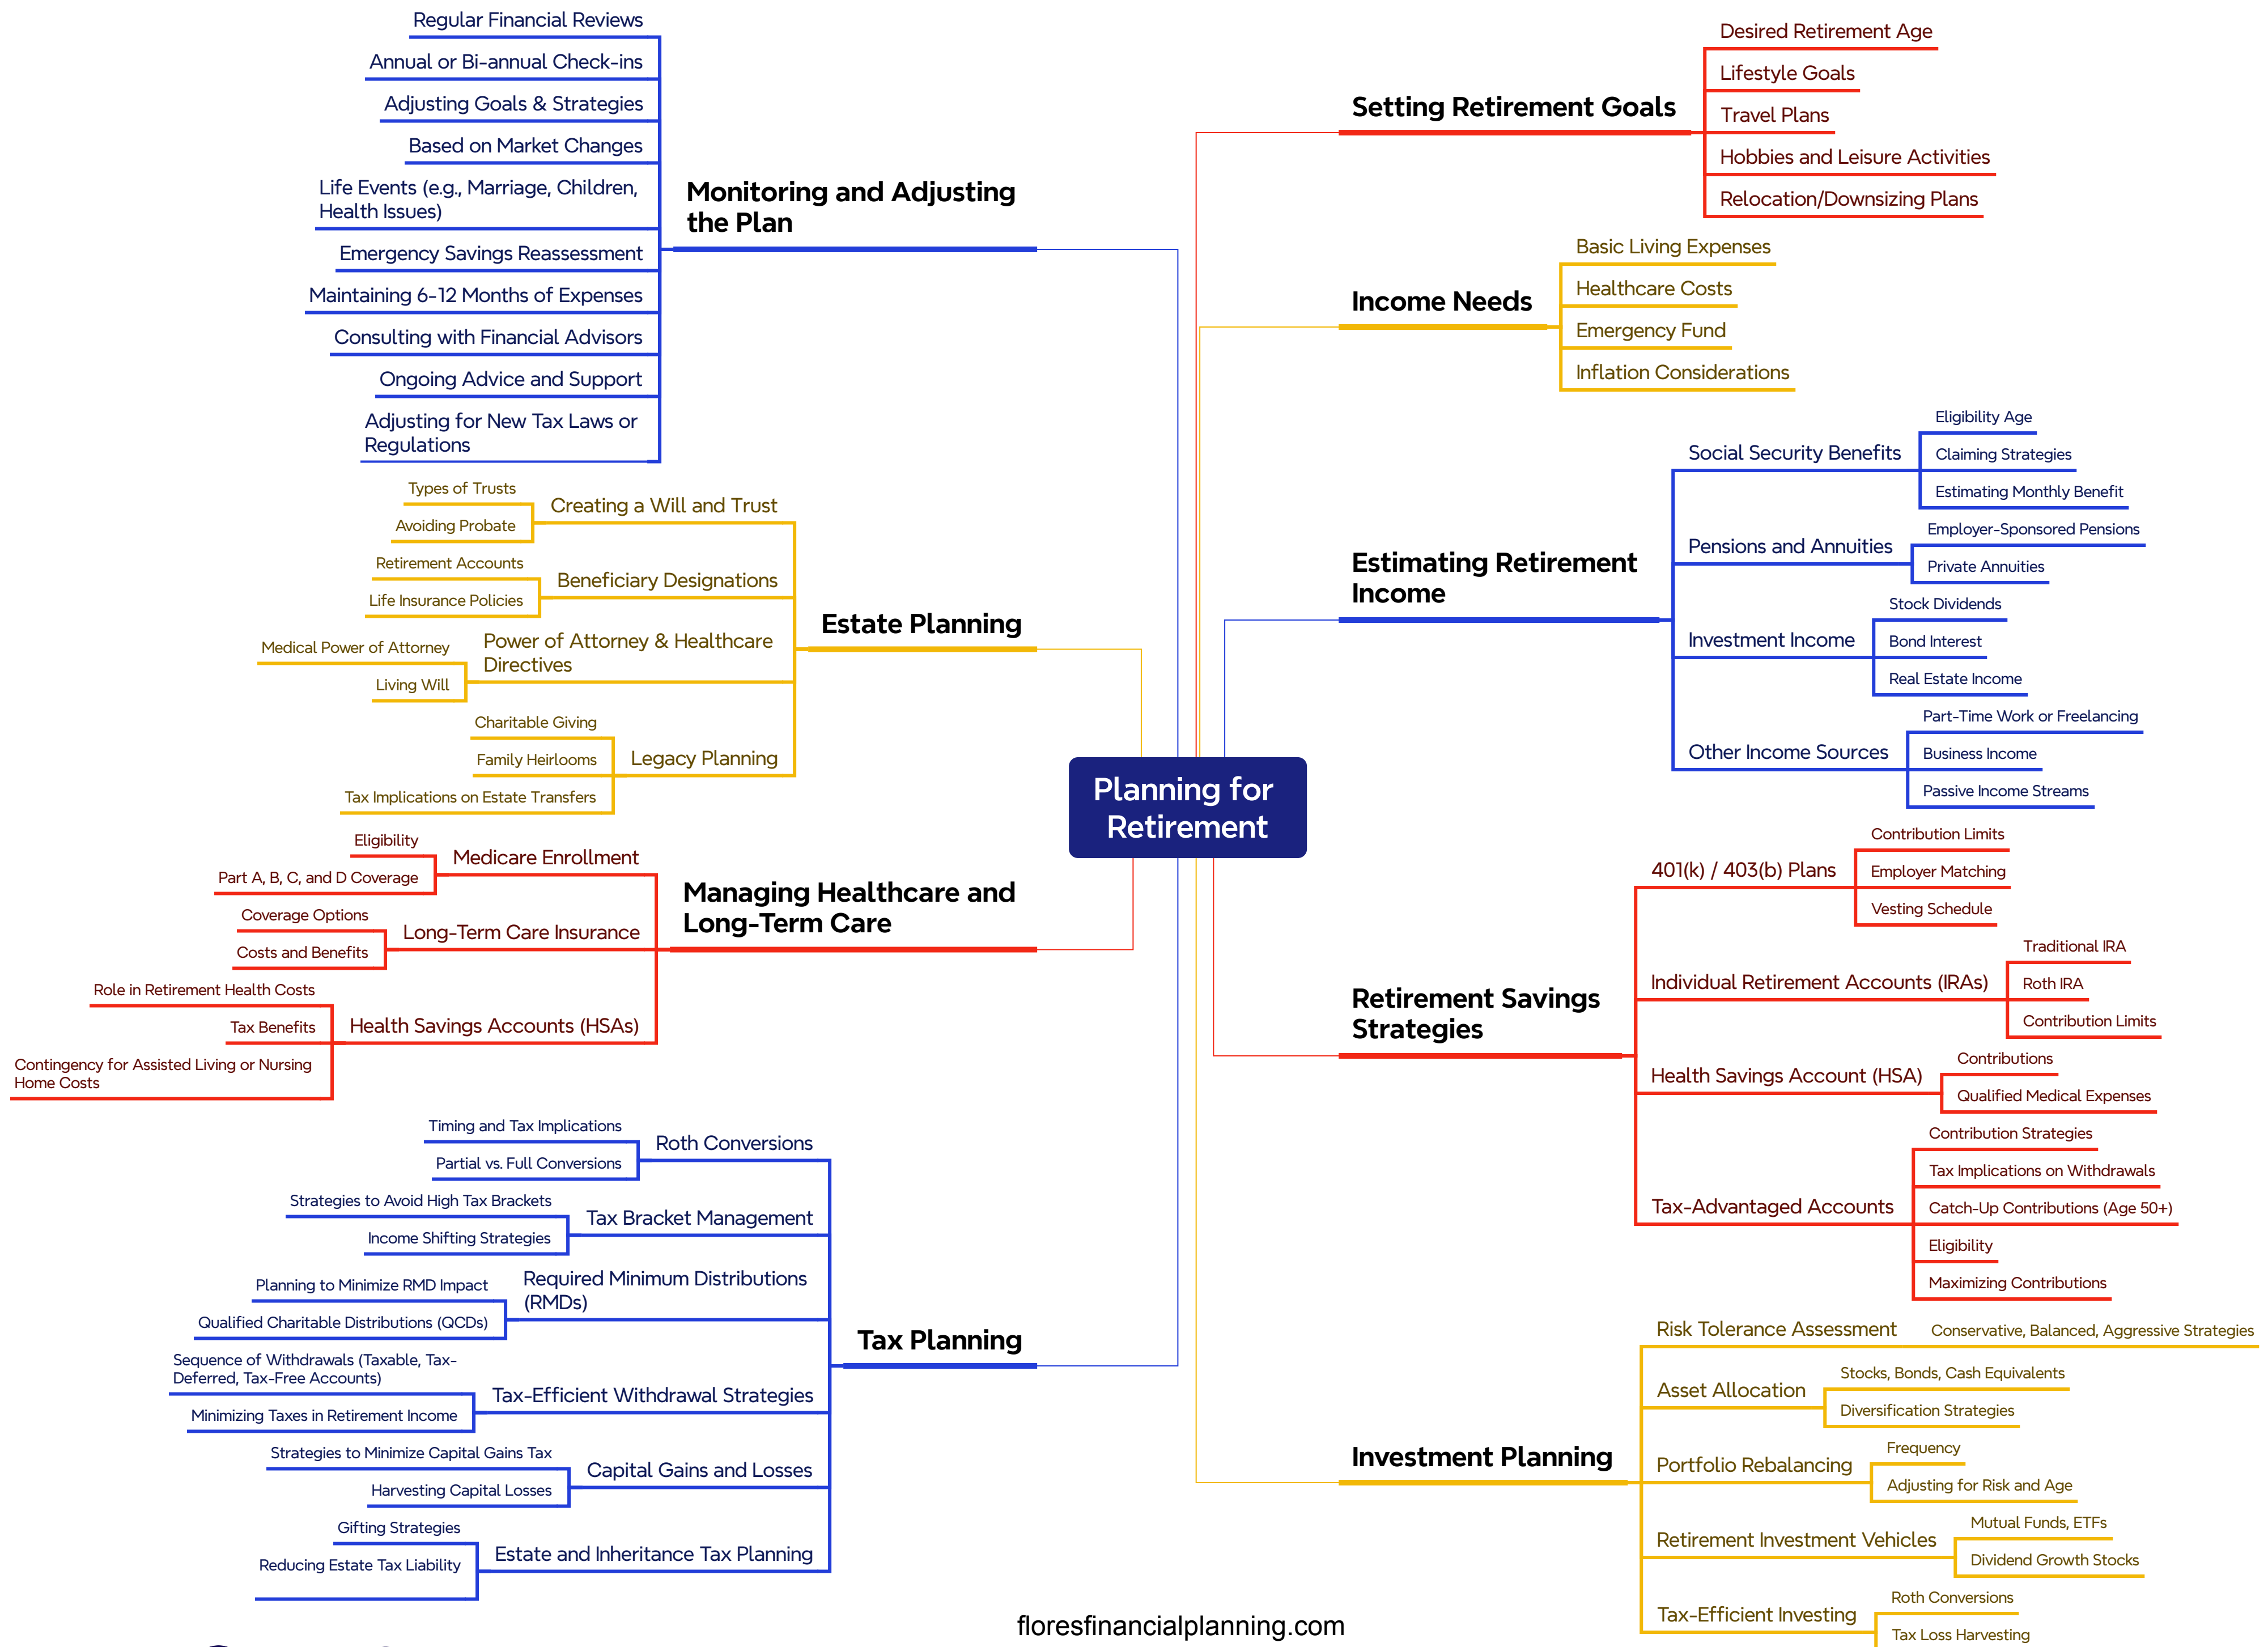 Planning for
Retirement
Setting Retirement Goals
Desired Retirement Age
Lifestyle Goals
Travel Plans
Hobbies and Leisure Activities
Relocation/Downsizing Plans
Income Needs
Basic Living Expenses
Healthcare Costs
Emergency Fund
Inflation Considerations
Estimating Retirement
Income
Social Security Benefits
Eligibility Age
Claiming Strategies
Estimating Monthly Benefit
Pensions and Annuities
Employer-Sponsored Pensions
Private Annuities
Investment Income
Stock Dividends
Bond Interest
Real Estate Income
Other Income Sources
Part-Time Work or Freelancing
Business Income
Passive Income Streams
Retirement Savings
Strategies
401(k) / 403(b) Plans
Contribution Limits
Employer Matching
Vesting Schedule
Individual Retirement Accounts (IRAs)
Traditional IRA
Roth IRA
Contribution Limits
Health Savings Account (HSA)
Contributions
Qualified Medical Expenses
Tax-Advantaged Accounts
Contribution Strategies
Tax Implications on Withdrawals
Catch-Up Contributions (Age 50+)
Eligibility
Maximizing Contributions
Investment Planning
Risk Tolerance Assessment
Conservative, Balanced, Aggressive Strategies
Asset Allocation
Stocks, Bonds, Cash Equivalents
Diversification Strategies
Portfolio Rebalancing
Frequency
Adjusting for Risk and Age
Retirement Investment Vehicles
Mutual Funds, ETFs
Dividend Growth Stocks
Tax-Efficient Investing
Roth Conversions
Tax Loss Harvesting
Monitoring and Adjusting
the Plan
Regular Financial Reviews
Annual or Bi-annual Check-ins
Adjusting Goals & Strategies
Based on Market Changes
Life Events (e.g., Marriage, Children,
Health Issues)
Emergency Savings Reassessment
Maintaining 6-12 Months of Expenses
Consulting with Financial Advisors
Ongoing Advice and Support
Adjusting for New Tax Laws or
Regulations
Estate Planning
Creating a Will and Trust
Types of Trusts
Avoiding Probate
Beneficiary Designations
Retirement Accounts
Life Insurance Policies
Power of Attorney & Healthcare
Directives
Medical Power of Attorney
Living Will
Legacy Planning
Charitable Giving
Family Heirlooms
Tax Implications on Estate Transfers
Managing Healthcare and
Long-Term Care
Medicare Enrollment
Eligibility
Part A, B, C, and D Coverage
Long-Term Care Insurance
Coverage Options
Costs and Benefits
Health Savings Accounts (HSAs)
Role in Retirement Health Costs
Tax Benefits
Contingency for Assisted Living or Nursing
Home Costs
Tax Planning
Roth Conversions
Timing and Tax Implications
Partial vs. Full Conversions
Tax Bracket Management
Strategies to Avoid High Tax Brackets
Income Shifting Strategies
Required Minimum Distributions
(RMDs)
Planning to Minimize RMD Impact
Qualified Charitable Distributions (QCDs)
Tax-Efficient Withdrawal Strategies
Sequence of Withdrawals (Taxable, Tax-
Deferred, Tax-Free Accounts)
Minimizing Taxes in Retirement Income
Capital Gains and Losses
Strategies to Minimize Capital Gains Tax
Harvesting Capital Losses
Estate and Inheritance Tax Planning
Gifting Strategies
Reducing Estate Tax Liability
floresfinancialplanning.com